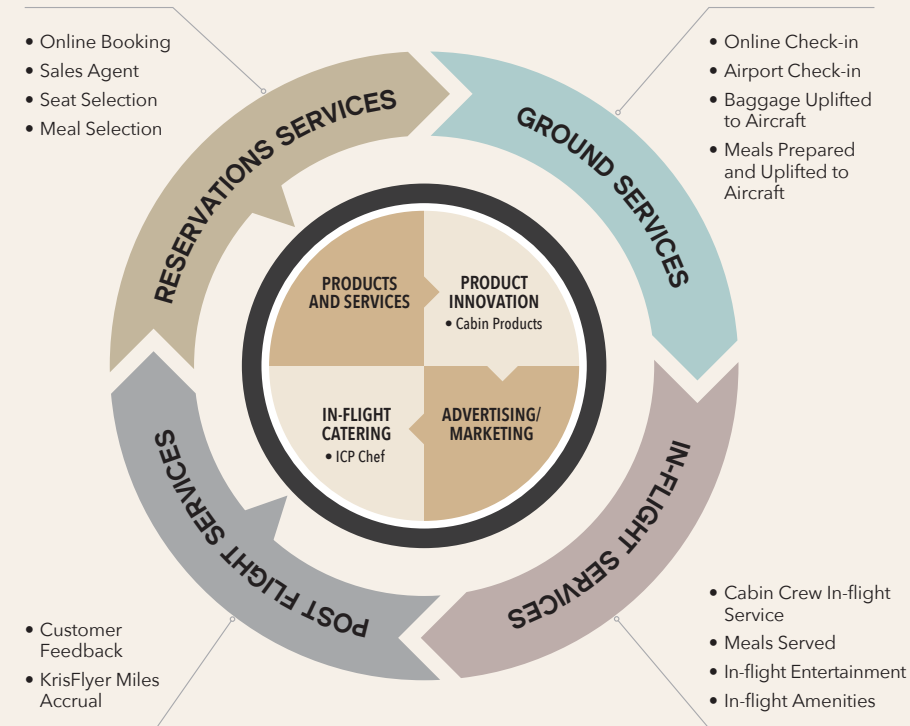 • Online Booking
• Sales Agent
• Seat Selection
• Meal Selection
RESERVATIONS SERVICES
GROUND SERVICES
• Online Check-in
• Airport Check-in
• Baggage Uplifted
to Aircraft
• Meals Prepared
and Uplifted to
Aircraft
PRODUCTS
AND SERVICES
PRODUCT
INNOVATION
• Cabin Products
IN-FLIGHT
CATERING
• ICP Chef
ADVERTISING/
MARKETING
POST FLIGHT SERVICES
IN-FLIGHT SERVICES
• Customer
Feedback
• KrisFlyer Miles
Accrual
• Cabin Crew In-flight
Service
• Meals Served
• In-flight Entertainment
• In-flight Amenities